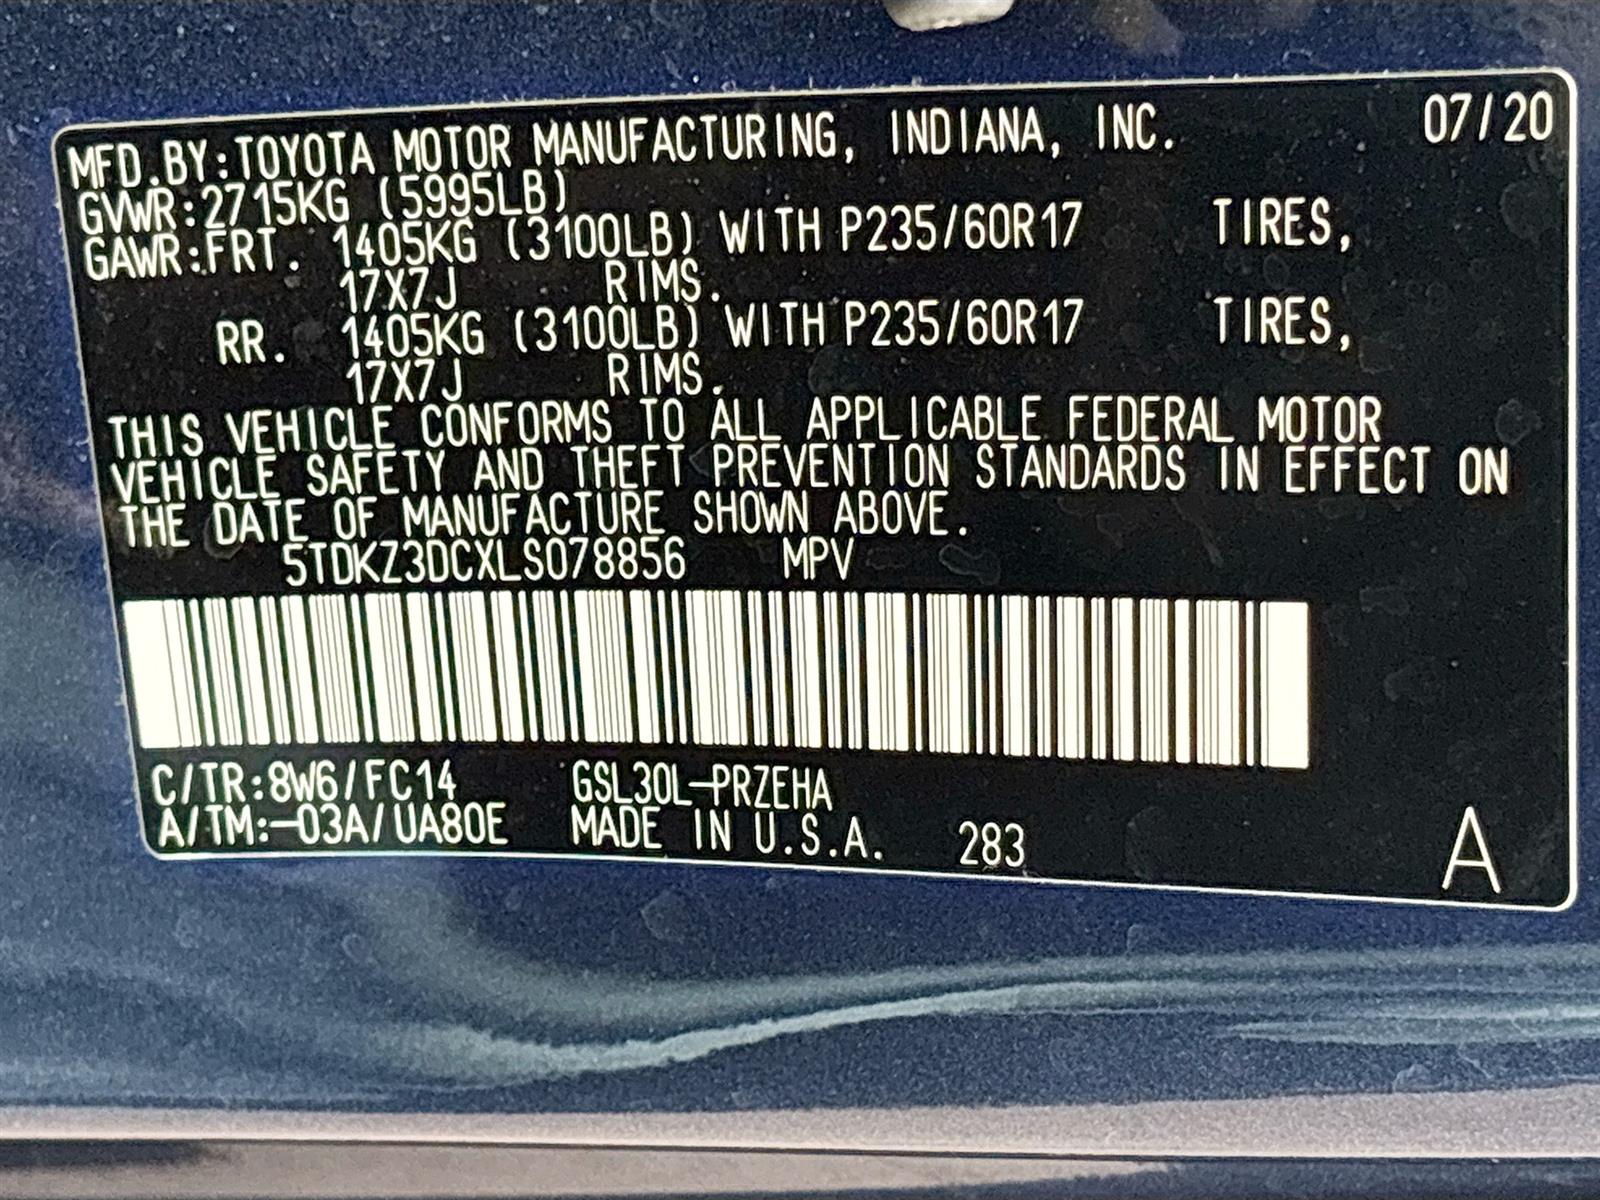 MFD.BY:TOYOTA MOTOR MANUFACTURING, INDIANA, INC. 07/20
GVWR:2715KG (5995LB)
GAWR:FRT. 1405KG (3100LB) WITH P235/60R17 TIRES,
17X7J RIMS.
RR. 1405KG (3100LB) WITH P235/60R17 TIRES,
17X7J RIMS.
THIS VEHICLE CONFORMS TO ALL APPLICABLE FEDERAL MOTOR
VEHICLE SAFETY AND THEFT PREVENTION STANDARDS IN EFFECT ON
THE DATE OF MANUFACTURE SHOWN ABOVE.
5TDKZ3DCXLS078856 MPV
C/TR:8W6/FC14 GSL30L-PRZEHA
A/TM:-03A/UA80E MADE IN U.S.A. 283
A